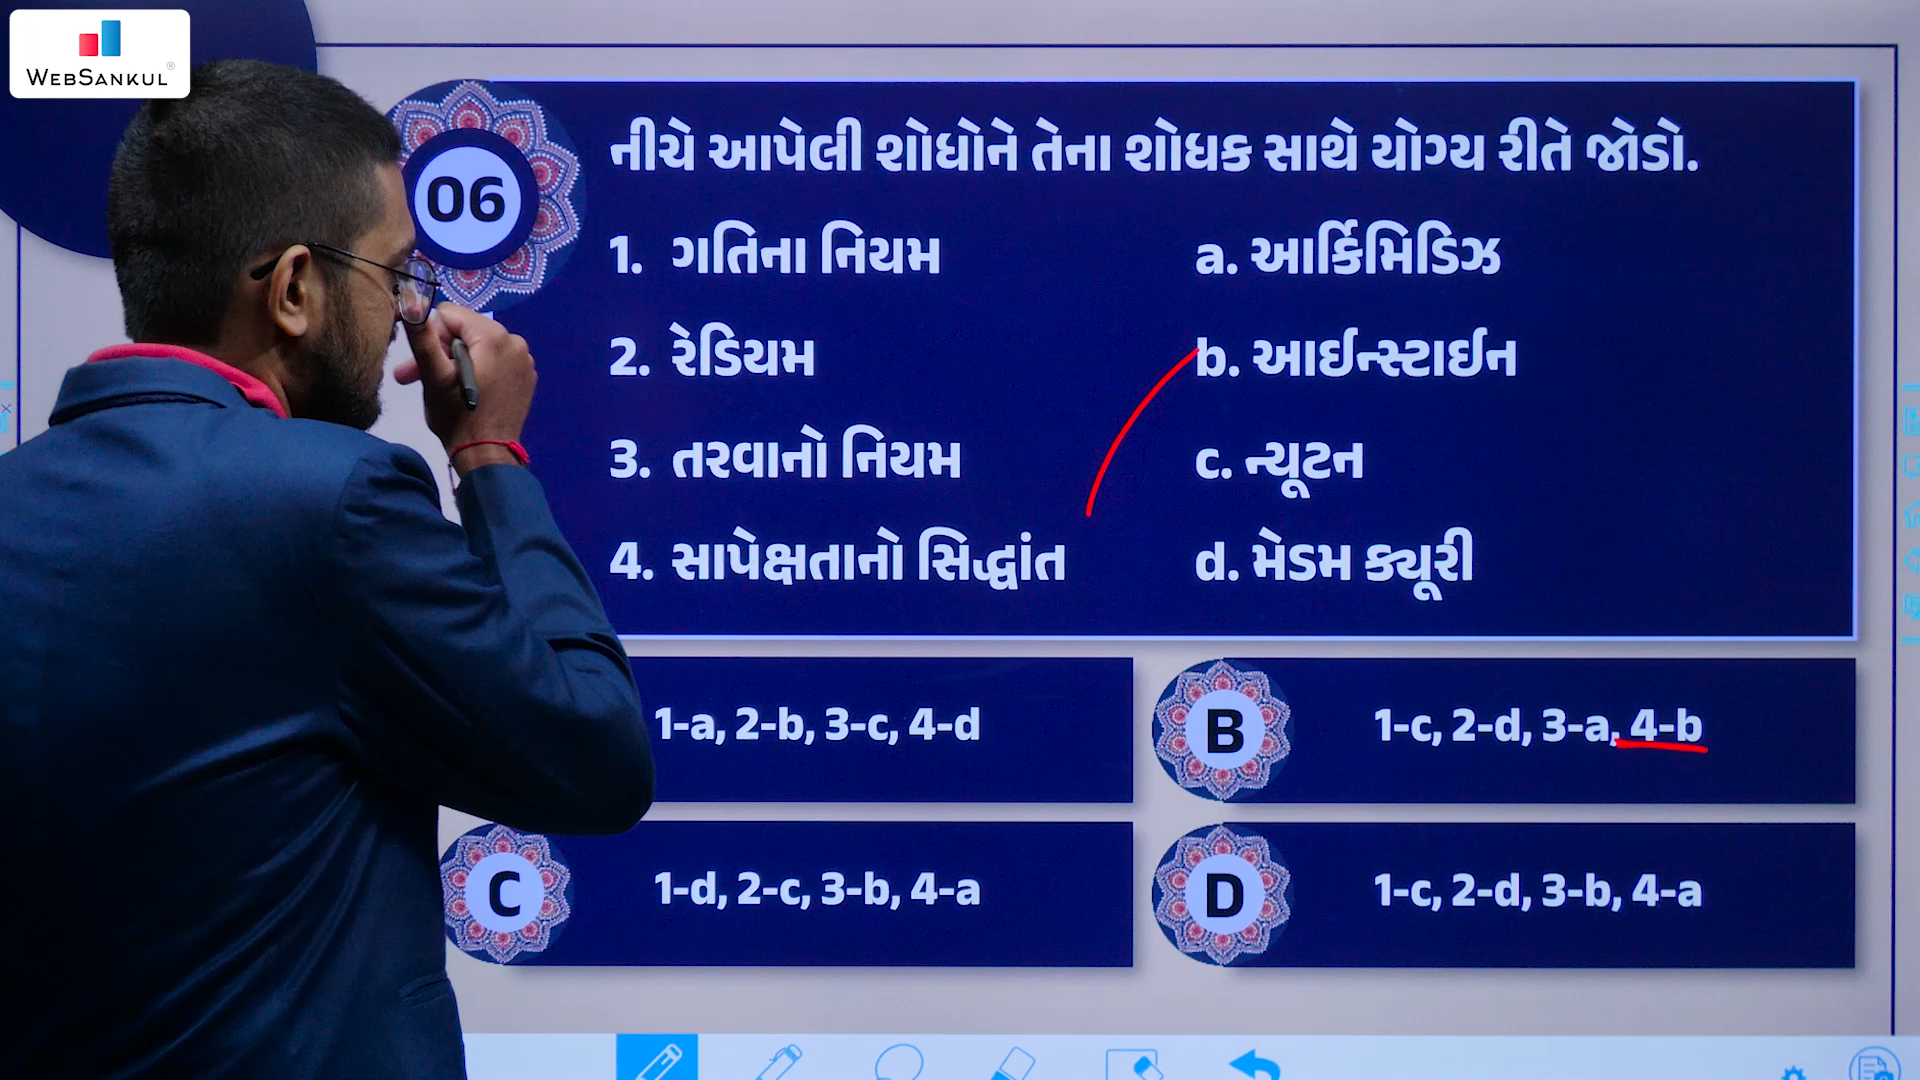 WEBSANKUL®
06
નીચે આપેલી શોધોને તેના શોધક સાથે યોગ્ય રીતે જોડો.
1. ગતિના નિયમ
a. આર્કિમિડિઝ
2. રેડિયમ
b. આઈન્સ્ટાઈન
3. તરવાનો નિયમ
c. ન્યૂટન
4. સાપેક્ષતાનો સિદ્ધાંત
d. મેડમ ક્યૂરી
1-a, 2-b, 3-c, 4-d
B 1-c, 2-d, 3-a, 4-b
C 1-d, 2-c, 3-b, 4-a
D 1-c, 2-d, 3-b, 4-a